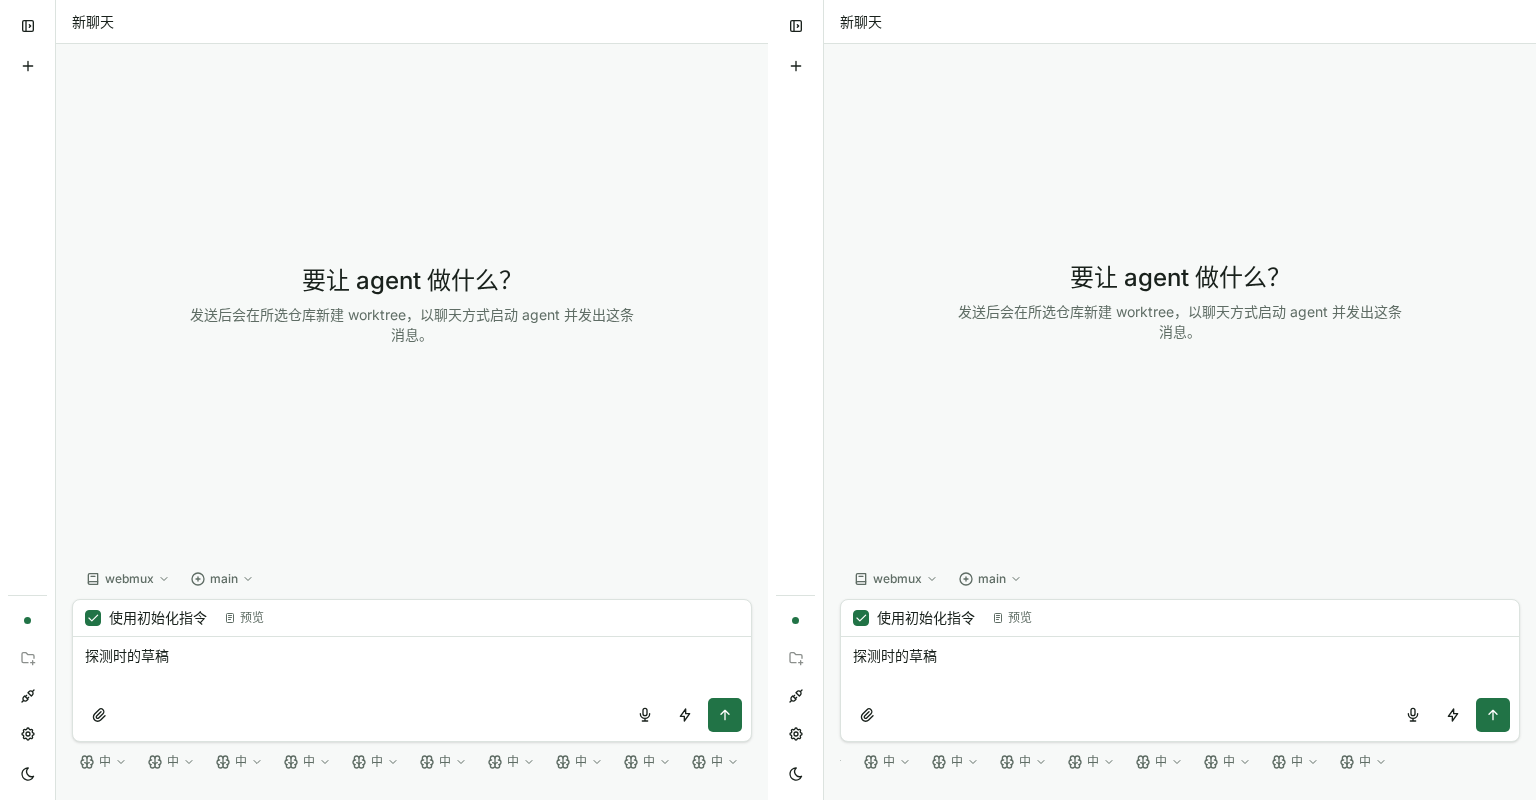 新聊天
要让 agent 做什么？
发送后会在所选仓库新建 worktree，以聊天方式启动 agent 并发出这条
消息。
webmux
main
使用初始化指令
预览
探测时的草稿
中 中 中 中 中 中 中 中 中 中
新聊天
要让 agent 做什么？
发送后会在所选仓库新建 worktree，以聊天方式启动 agent 并发出这条
消息。
webmux
main
使用初始化指令
预览
探测时的草稿
中 中 中 中 中 中 中 中